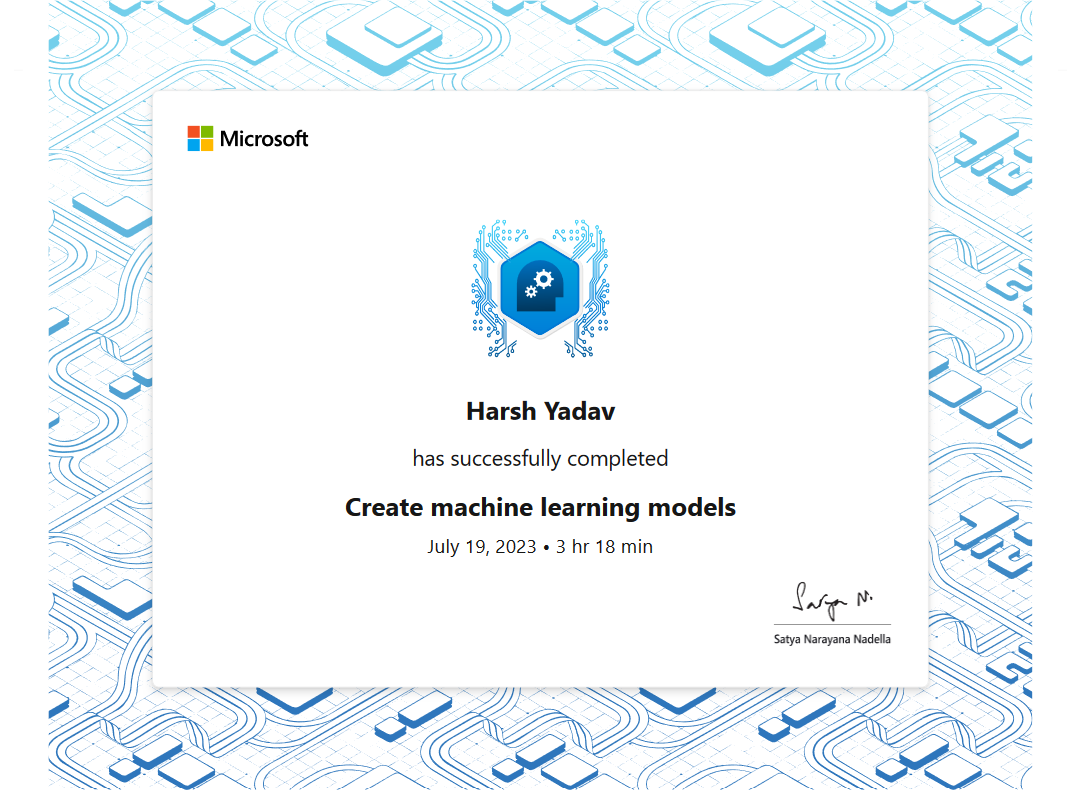 Microsoft
Harsh Yadav
has successfully completed
Create machine learning models
July 19, 2023 • 3 hr 18 min
Satya N.
Satya Narayana Nadella